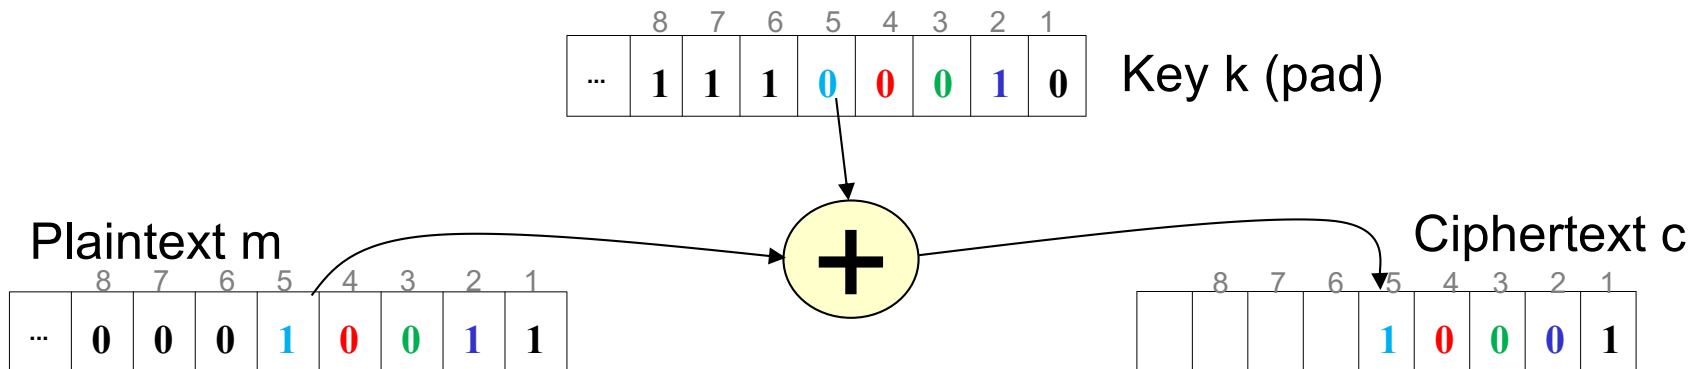 8 7 6 5 4 3 2 1
... 1 1 1 0 0 0 1 0
Key k (pad)
+
Plaintext m
8 7 6 5 4 3 2 1
... 0 0 0 1 0 0 1 1
Ciphertext c
8 7 6 5 4 3 2 1
1 0 0 0 1